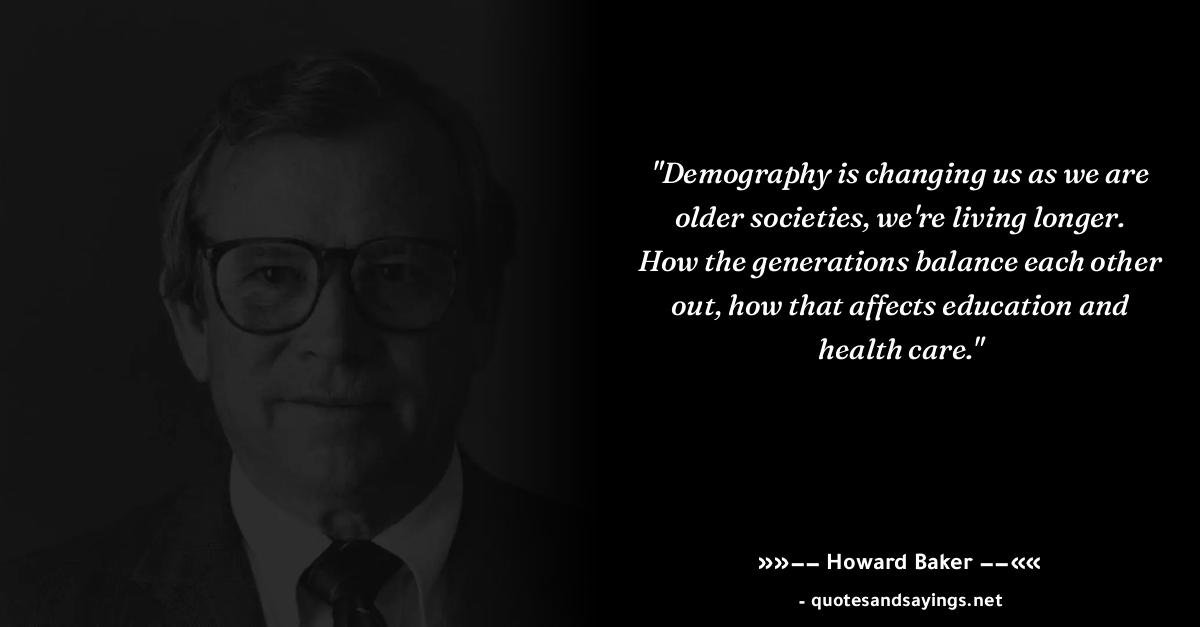 "Demography is changing us as we are
older societies, we're living longer.
How the generations balance each other
out, how that affects education and
health care."
»»−− Howard Baker −−««
- quotesandsayings.net